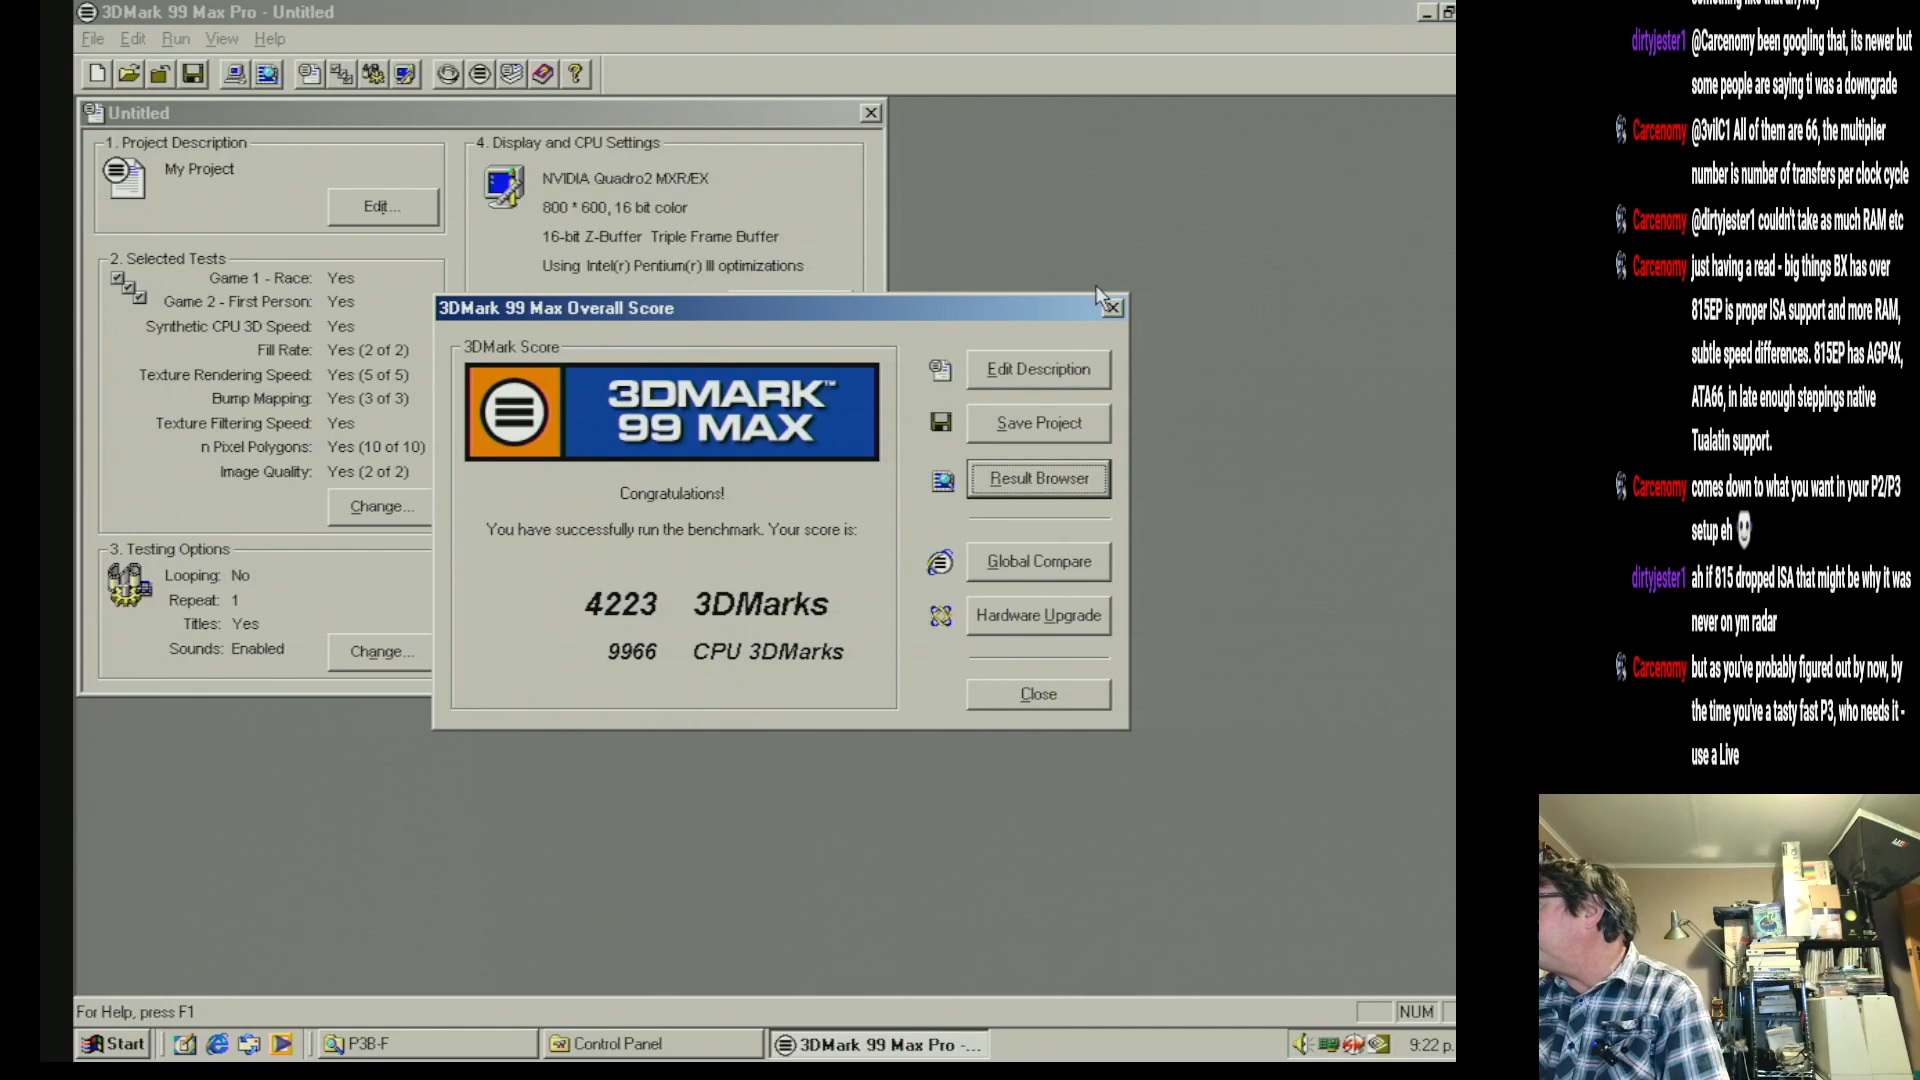 3DMark 99 Max Pro - Untitled
File Edit Run View Help
Untitled
1. Project Description
My Project
Edit...
2. Selected Tests
Game 1 - Race: Yes
Game 2 - First Person: Yes
Synthetic CPU 3D Speed: Yes
Fill Rate: Yes (2 of 2)
Texture Rendering Speed: Yes (5 of 5)
Bump Mapping: Yes (3 of 3)
Texture Filtering Speed: Yes
n Pixel Polygons: Yes (10 of 10)
Image Quality: Yes (2 of 2)
Change...
3. Testing Options
Looping: No
Repeat: 1
Titles: Yes
Sounds: Enabled
Change...
4. Display and CPU Settings
NVIDIA Quadro2 MXR/EX
800 * 600, 16 bit color
16-bit Z-Buffer Triple Frame Buffer
Using Intel(r) Pentium(r) III optimizations
3DMark 99 Max Overall Score
3DMark Score
3DMARK™
99 MAX
Congratulations!
You have successfully run the benchmark. Your score is:
4223 3DMarks
9966 CPU 3DMarks
Edit Description
Save Project
Result Browser
Global Compare
Hardware Upgrade
Close
For Help, press F1
NUM
Start
P3B-F
Control Panel
3DMark 99 Max Pro -...
9:22 p.
something like that anyway
dirtyjester1 @Carcenomy been googling that, its newer but
some people are saying ti was a downgrade
Carcenomy @3vilC1 All of them are 66, the multiplier
number is number of transfers per clock cycle
Carcenomy @dirtyjester1 couldn't take as much RAM etc
Carcenomy just having a read - big things BX has over
815EP is proper ISA support and more RAM,
subtle speed differences. 815EP has AGP4X,
ATA66, in late enough steppings native
Tualatin support.
Carcenomy comes down to what you want in your P2/P3
setup eh
dirtyjester1 ah if 815 dropped ISA that might be why it was
never on ym radar
Carcenomy but as you've probably figured out by now, by
the time you've a tasty fast P3, who needs it -
use a Live